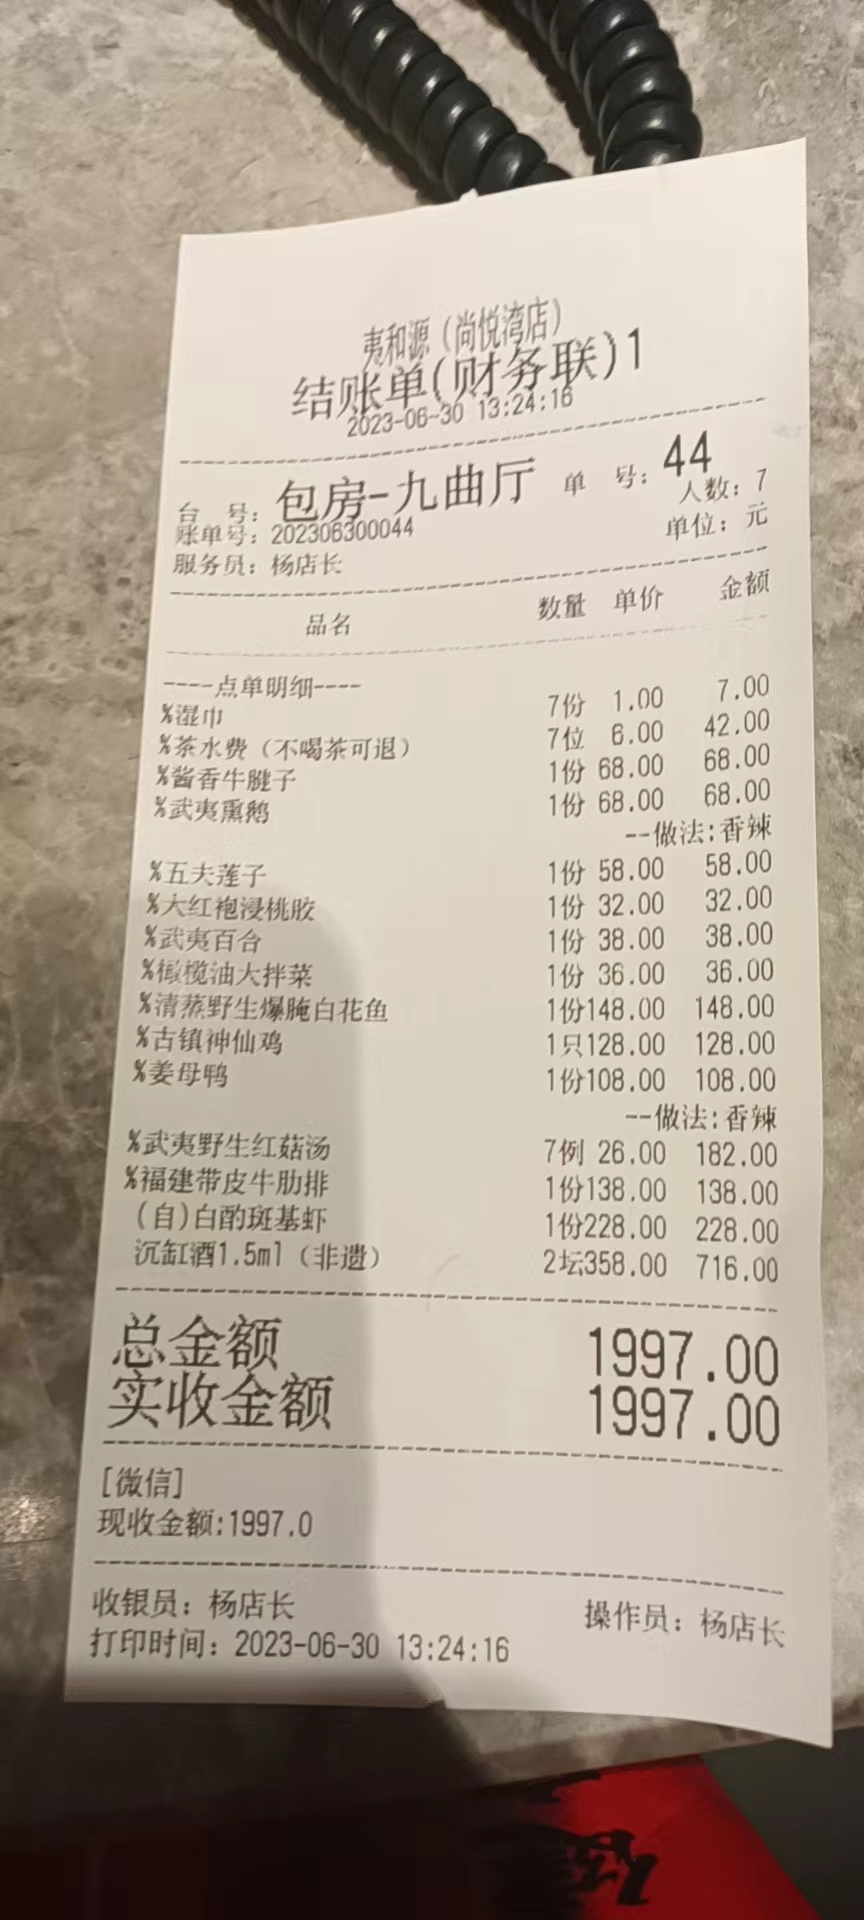 夷和源（尚悦湾店）
结账单(财务联)1
2023-06-30 13:24:16
台 号: 包房-九曲厅 单 号: 44
账单号: 202306300044 人数: 7
服务员: 杨店长 单位: 元
品名 数量 单价 金额
----点单明细----
%湿巾 7份 1.00 7.00
%茶水费（不喝茶可退） 7位 6.00 42.00
%酱香牛腱子 1份 68.00 68.00
%武夷熏鹅 1份 68.00 68.00
--做法:香辣
%五夫莲子 1份 58.00 58.00
%大红袍浸桃胶 1份 32.00 32.00
%武夷百合 1份 38.00 38.00
%橄榄油大拌菜 1份 36.00 36.00
%清蒸野生爆腌白花鱼 1份148.00 148.00
%古镇神仙鸡 1只128.00 128.00
%姜母鸭 1份108.00 108.00
--做法:香辣
%武夷野生红菇汤 7例 26.00 182.00
%福建带皮牛肋排 1份138.00 138.00
(自)白酌斑基虾 1份228.00 228.00
沉缸酒1.5ml（非遗） 2坛358.00 716.00
总金额 1997.00
实收金额 1997.00
[微信]
现收金额:1997.0
收银员: 杨店长 操作员: 杨店长
打印时间: 2023-06-30 13:24:16